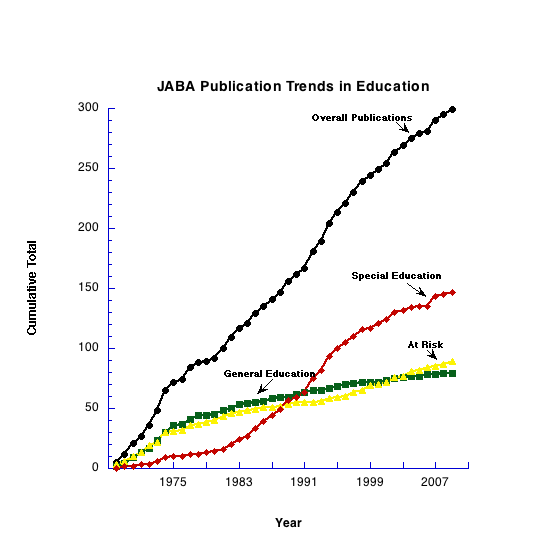 JABA Publication Trends in Education
300
Overall Publications
250
200
Special Education
150
At Risk
100
General Education
50
0
1975 1983 1991 1999 2007
Cumulative Total
Year